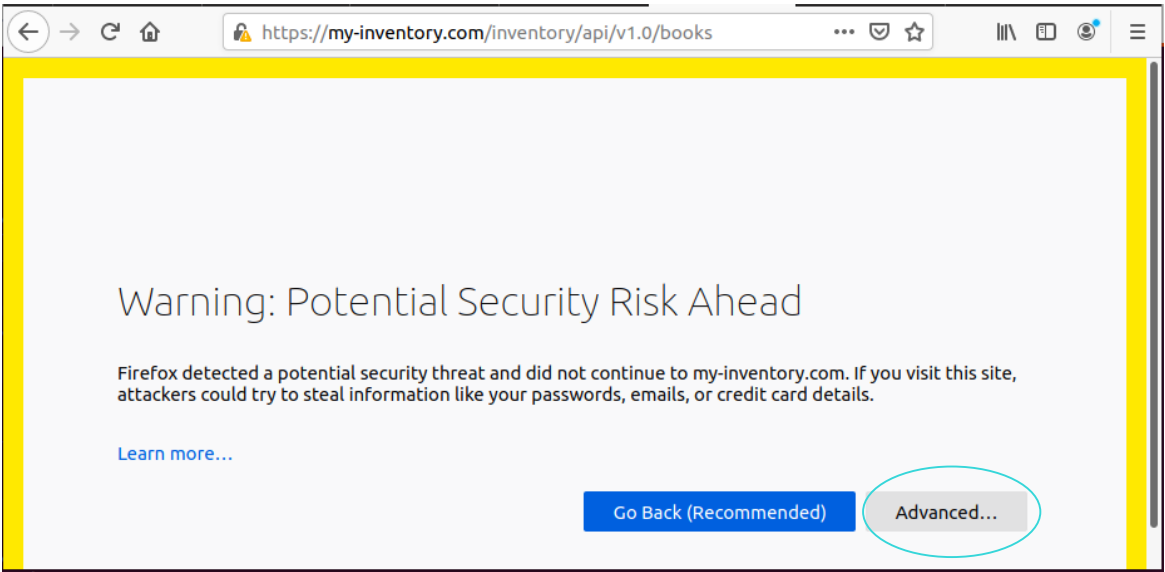 https://my-inventory.com/inventory/api/v1.0/books
Warning: Potential Security Risk Ahead
Firefox detected a potential security threat and did not continue to my-inventory.com. If you visit this site,
attackers could try to steal information like your passwords, emails, or credit card details.
Learn more…
Go Back (Recommended)
Advanced…